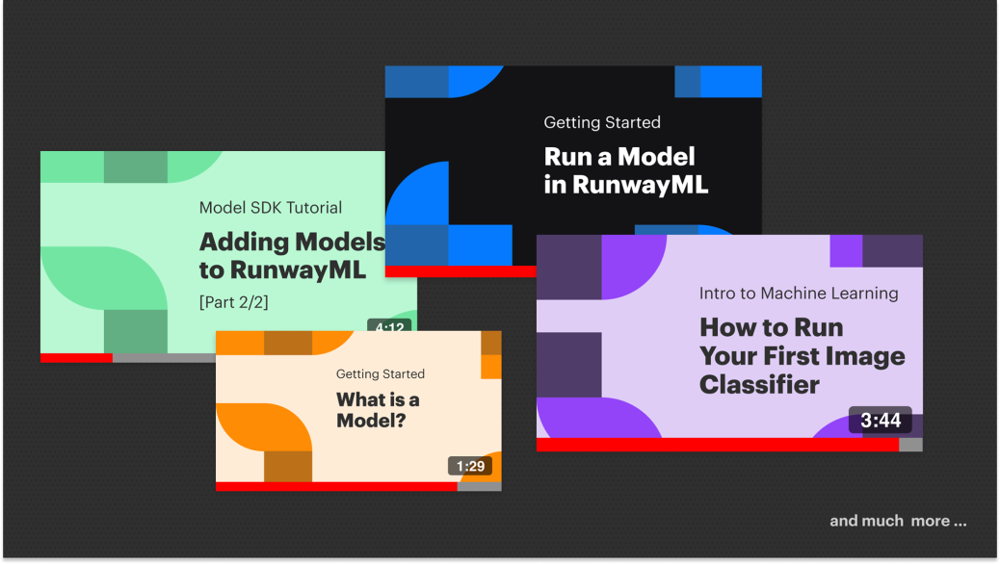 Getting Started
Run a Model
in RunwayML
Model SDK Tutorial
Adding Models
to RunwayML
[Part 2/2]
4:12
Intro to Machine Learning
How to Run
Your First Image
Classifier
3:44
Getting Started
What is a
Model?
1:29
and much more ...